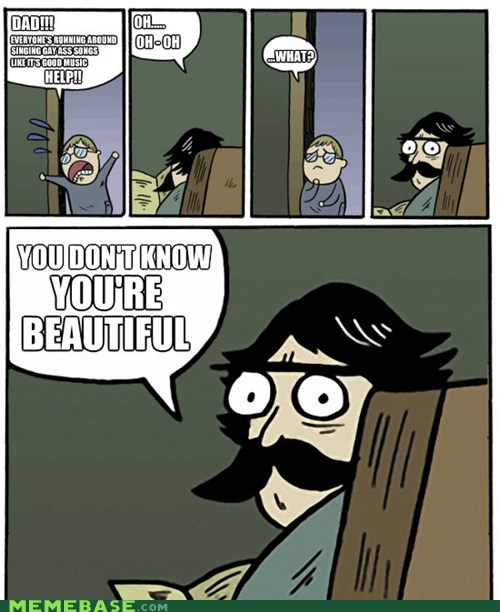 DAD!!!
EVERYONE'S RUNNING AROUND
SINGING GAY ASS SONGS
LIKE IT'S GOOD MUSIC
HELP!!
OH.....
OH - OH
...WHAT?
YOU DON'T KNOW
YOU'RE
BEAUTIFUL
MEMEBASE.COM